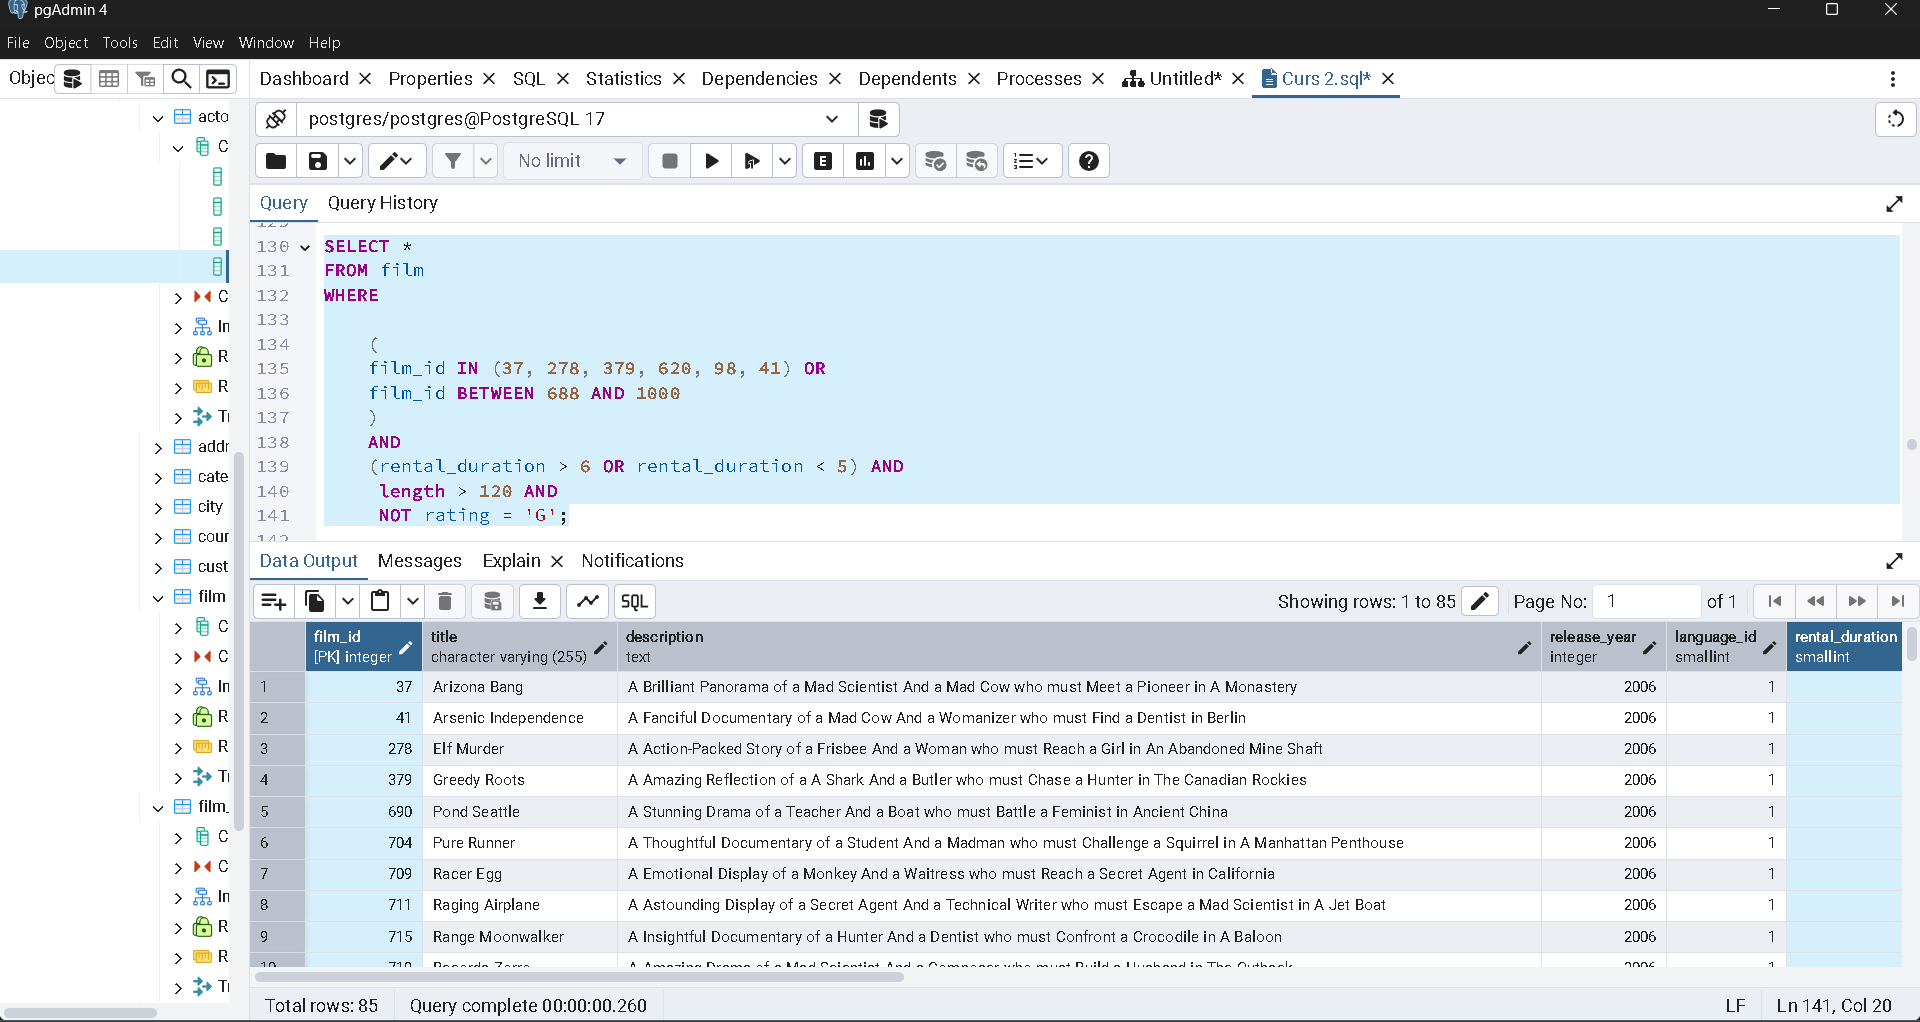 pgAdmin 4
File Object Tools Edit View Window Help
Objec
Dashboard Properties SQL Statistics Dependencies Dependents Processes Untitled* Curs 2.sql*
postgres/postgres@PostgreSQL 17
No limit
Query Query History
acto
C
C
In
R
R
Tr
addr
cate
city
cour
cust
film
C
C
In
R
R
Tr
film_
C
C
In
R
R
Tr
129
130 SELECT *
131 FROM film
132 WHERE
133
134 (
135 film_id IN (37, 278, 379, 620, 98, 41) OR
136 film_id BETWEEN 688 AND 1000
137 )
138 AND
139 (rental_duration > 6 OR rental_duration < 5) AND
140 length > 120 AND
141 NOT rating = 'G';
142
Data Output Messages Explain Notifications
SQL Showing rows: 1 to 85 Page No: 1 of 1
film_id title description release_year language_id rental_duration
[PK] integer character varying (255) text integer smallint smallint
1 37 Arizona Bang A Brilliant Panorama of a Mad Scientist And a Mad Cow who must Meet a Pioneer in A Monastery 2006 1
2 41 Arsenic Independence A Fanciful Documentary of a Mad Cow And a Womanizer who must Find a Dentist in Berlin 2006 1
3 278 Elf Murder A Action-Packed Story of a Frisbee And a Woman who must Reach a Girl in An Abandoned Mine Shaft 2006 1
4 379 Greedy Roots A Amazing Reflection of a A Shark And a Butler who must Chase a Hunter in The Canadian Rockies 2006 1
5 690 Pond Seattle A Stunning Drama of a Teacher And a Boat who must Battle a Feminist in Ancient China 2006 1
6 704 Pure Runner A Thoughtful Documentary of a Student And a Madman who must Challenge a Squirrel in A Manhattan Penthouse 2006 1
7 709 Racer Egg A Emotional Display of a Monkey And a Waitress who must Reach a Secret Agent in California 2006 1
8 711 Raging Airplane A Astounding Display of a Secret Agent And a Technical Writer who must Escape a Mad Scientist in A Jet Boat 2006 1
9 715 Range Moonwalker A Insightful Documentary of a Hunter And a Dentist who must Confront a Crocodile in A Baloon 2006 1
Total rows: 85 Query complete 00:00:00.260 LF Ln 141, Col 20